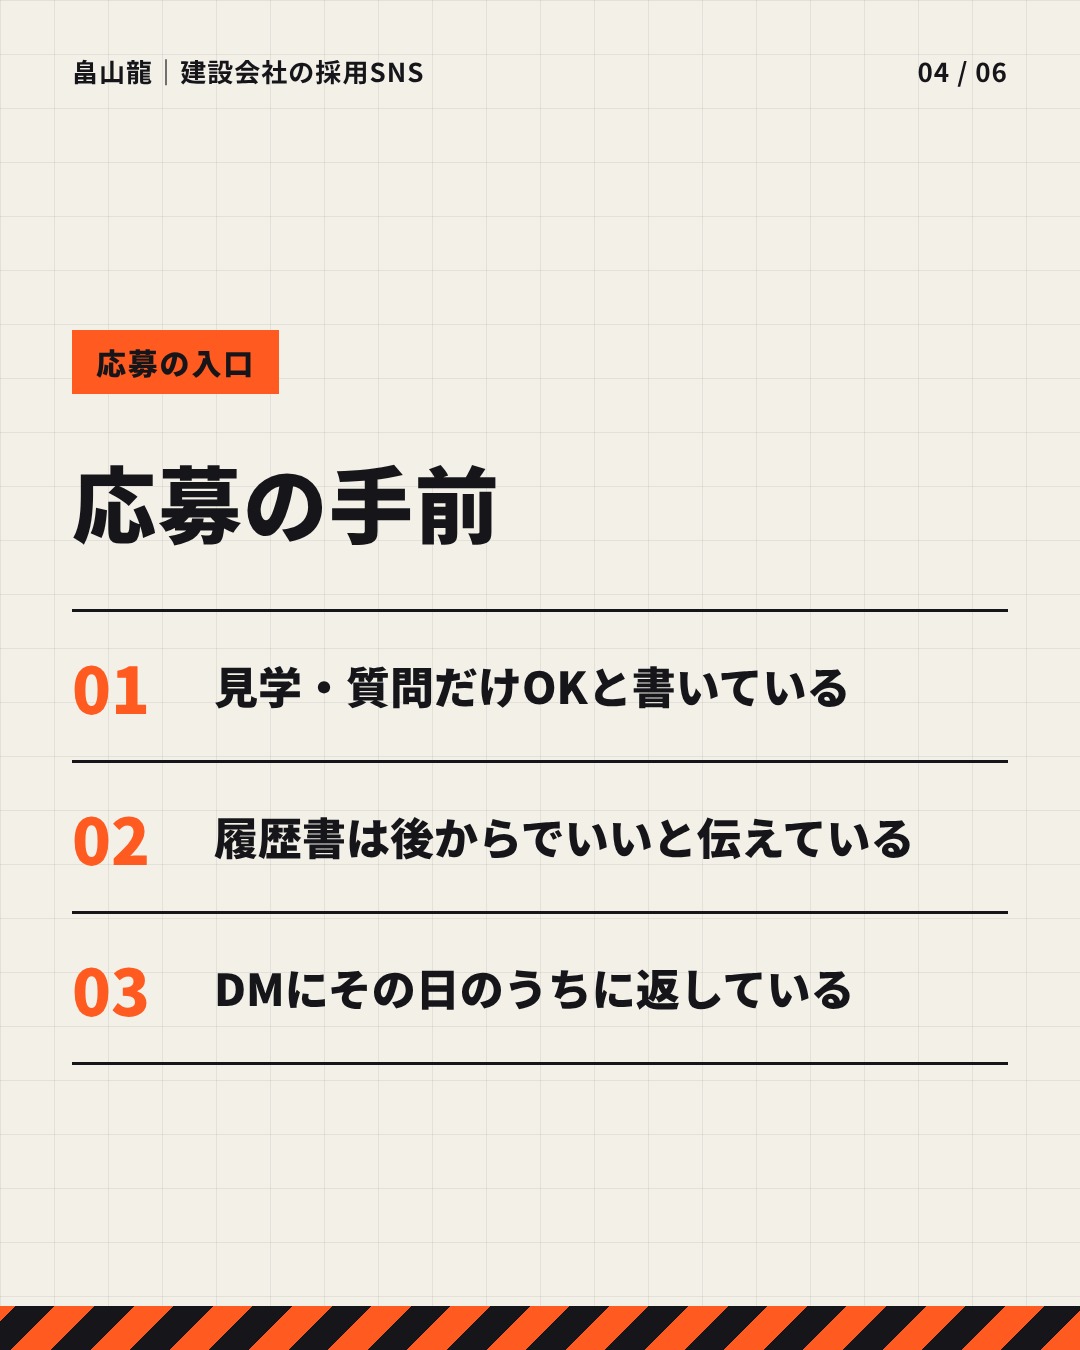 畠山龍｜建設会社の採用SNS
04 / 06
応募の入口
応募の手前
01 見学・質問だけOKと書いている
02 履歴書は後からでいいと伝えている
03 DMにその日のうちに返している